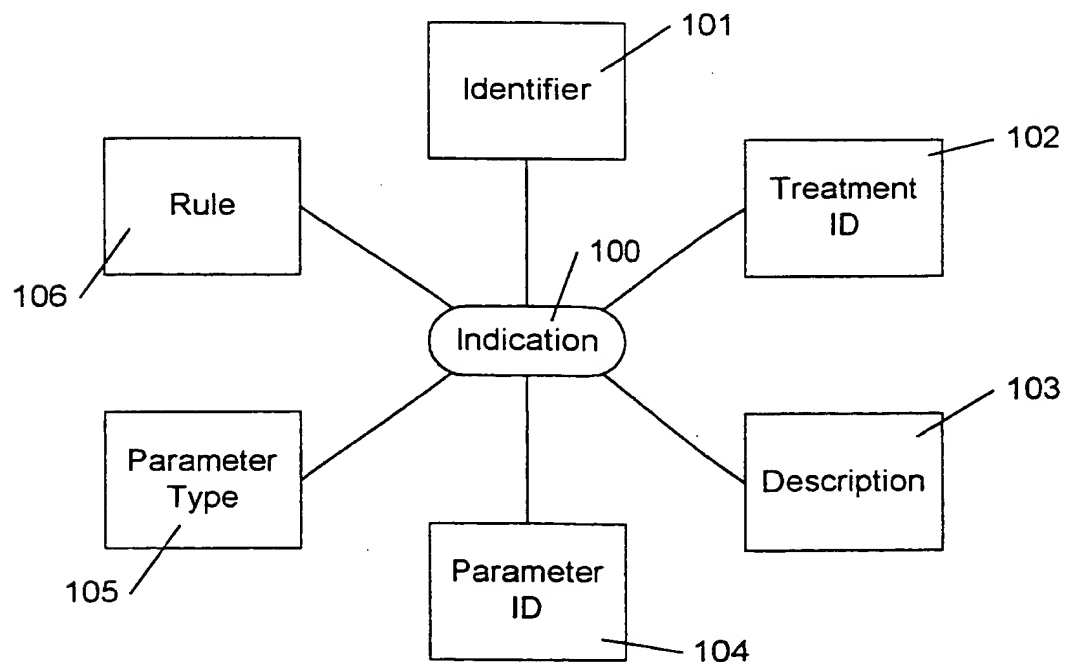 101
Identifier
102
Treatment
ID
Rule
100
106
Indication
103
Parameter
Type
Description
105
Parameter
ID
104